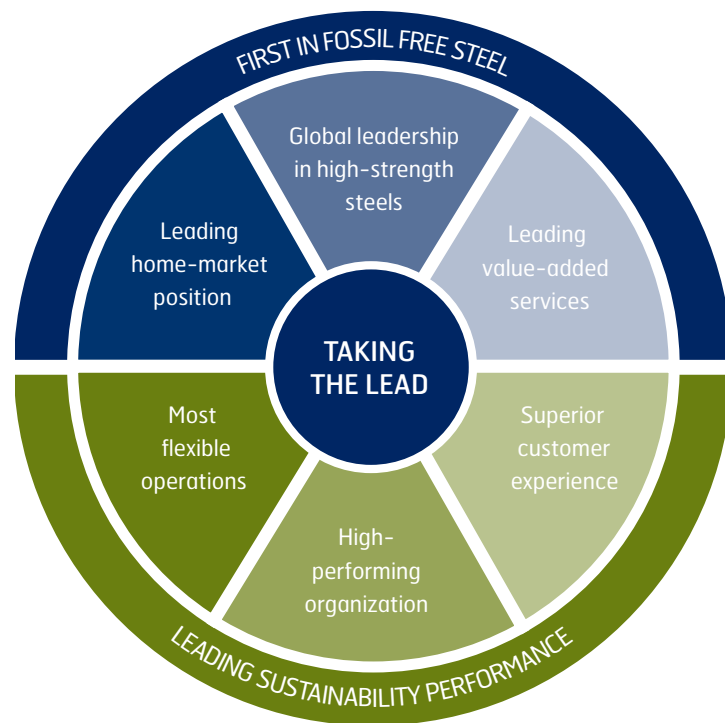 FIRST IN FOSSIL FREE STEEL
Global leadership
in high-strength
steels
Leading
home-market
position
Leading
value-added
services
TAKING
THE LEAD
Most
flexible
operations
Superior
customer
experience
High-
performing
organization
LEADING SUSTAINABILITY PERFORMANCE